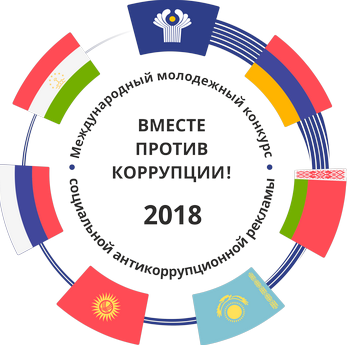 Международный молодежный конкурс
ВМЕСТЕ
ПРОТИВ
КОРРУПЦИИ!
2018
социальной антикоррупционной рекламы